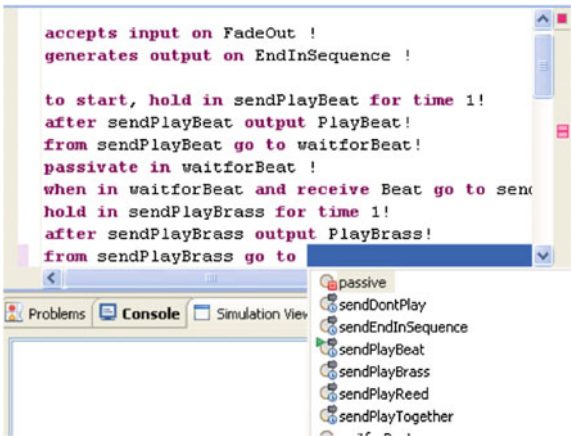 accepts input on FadeOut !
generates output on EndInSequence !
to start, hold in sendPlayBeat for time 1!
after sendPlayBeat output PlayBeat!
from sendPlayBeat go to waitforBeat!
passivate in waitforBeat !
when in waitforBeat and receive Beat go to send
hold in sendPlayBrass for time 1!
after sendPlayBrass output PlayBrass!
from sendPlayBrass go to
passive
sendDontPlay
sendEndInSequence
sendPlayBeat
sendPlayBrass
sendPlayReed
sendPlayTogether
Problems Console Simulation View